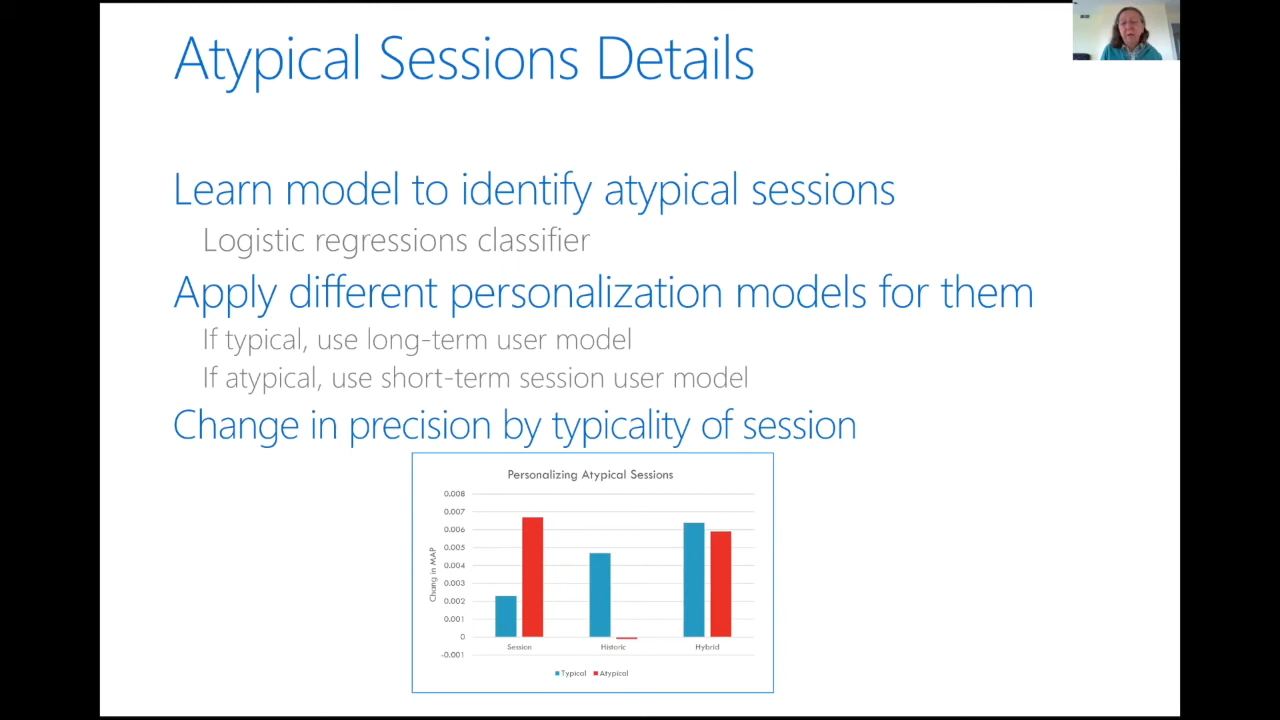 Atypical Sessions Details
Learn model to identify atypical sessions
Logistic regressions classifier
Apply different personalization models for them
If typical, use long-term user model
If atypical, use short-term session user model
Change in precision by typicality of session
Personalizing Atypical Sessions
0.008
0.007
0.006
0.005
0.004
0.003
0.002
0.001
0
-0.001
Chang in MAP
Session Historic Hybrid
Typical Atypical